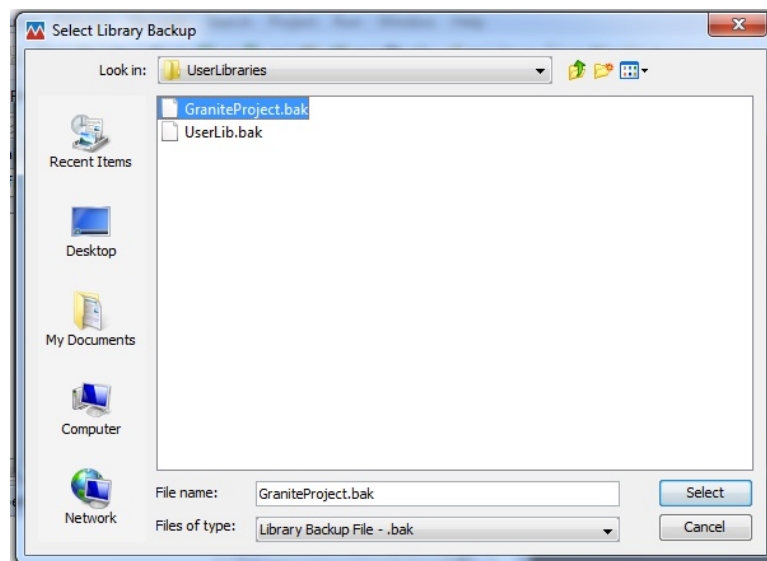 Select Library Backup
Look in: UserLibraries
GraniteProject.bak
UserLib.bak
Recent Items
Desktop
My Documents
Computer
Network
File name: GraniteProject.bak Select
Files of type: Library Backup File - .bak Cancel